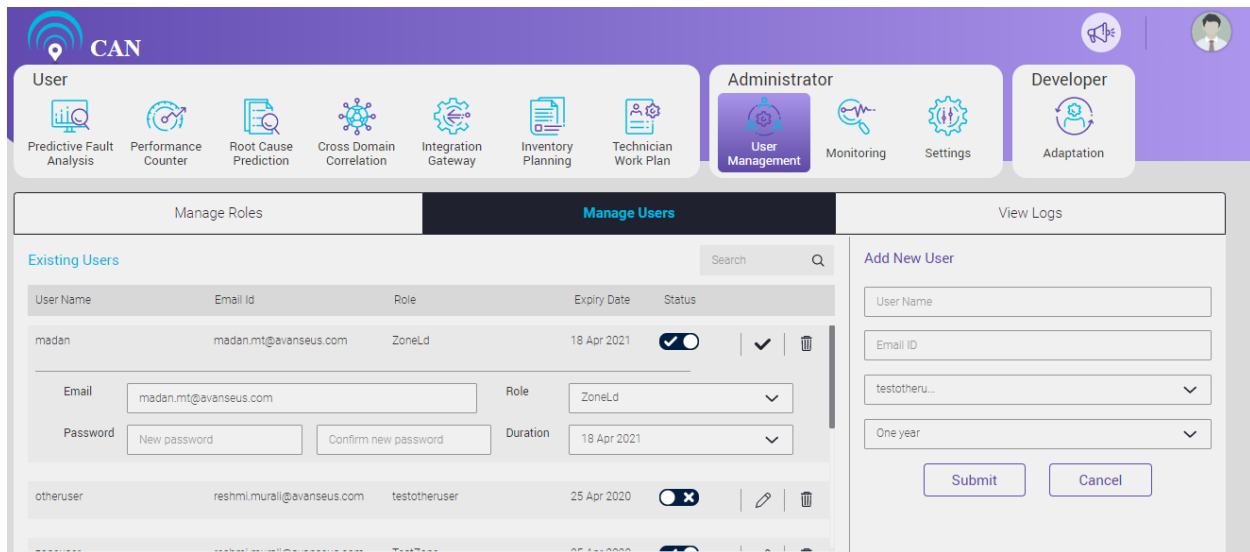 CAN
User
Administrator
Developer
Predictive Fault Analysis
Performance Counter
Root Cause Prediction
Cross Domain Correlation
Integration Gateway
Inventory Planning
Technician Work Plan
User Management
Monitoring
Settings
Adaptation
Manage Roles
Manage Users
View Logs
Existing Users
Search
User Name Email Id Role Expiry Date Status
madan madan.mt@avanseus.com ZoneLd 18 Apr 2021
Email madan.mt@avanseus.com Role ZoneLd
Password New password Confirm new password Duration 18 Apr 2021
otheruser reshmi.murali@avanseus.com testotheruser 25 Apr 2020
Add New User
User Name
Email ID
testotheru...
One year
Submit Cancel